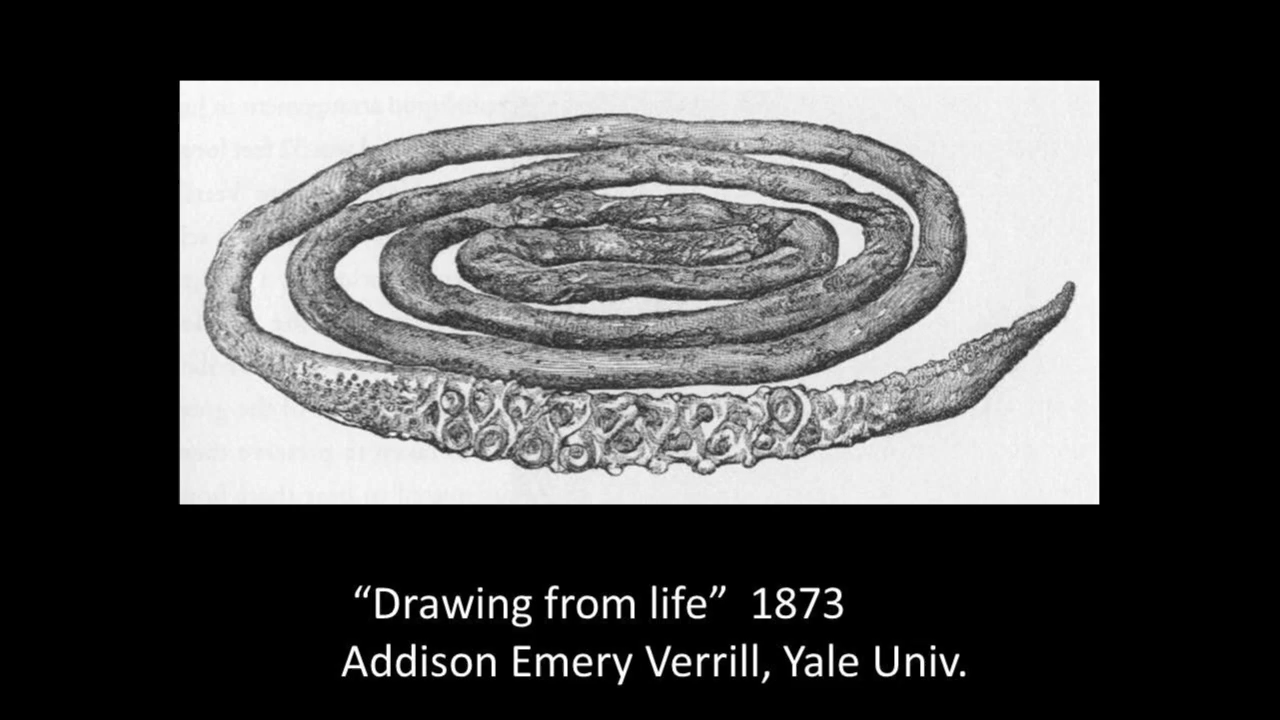 “Drawing from life” 1873
Addison Emery Verrill, Yale Univ.